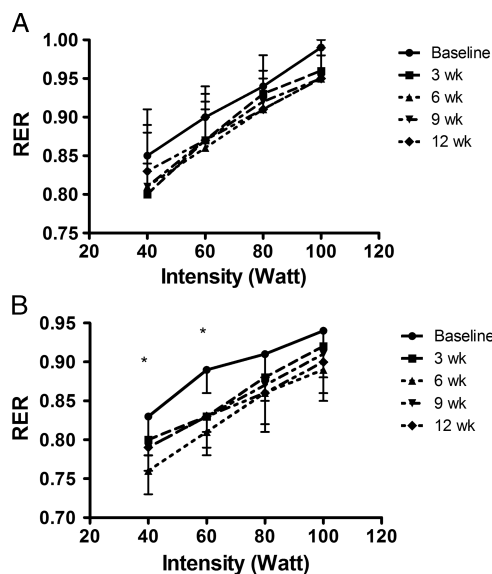 A
1.00
0.95
0.90
0.85
0.80
0.75
RER
20 40 60 80 100 120
Intensity (Watt)
Baseline
3 wk
6 wk
9 wk
12 wk
B
0.95
0.90
0.85
0.80
0.75
0.70
RER
* *
20 40 60 80 100 120
Intensity (Watt)
Baseline
3 wk
6 wk
9 wk
12 wk